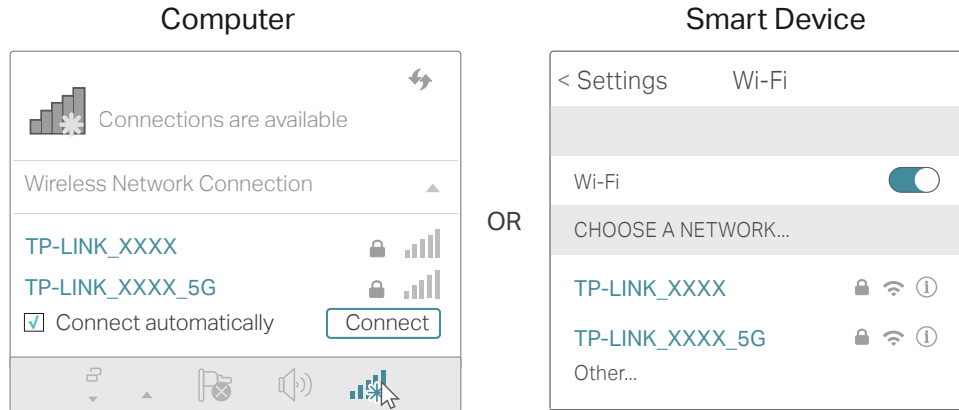 Computer
Connections are available
Wireless Network Connection
TP-LINK_XXXX
TP-LINK_XXXX_5G
Connect automatically
Connect
OR
Smart Device
< Settings
Wi-Fi
Wi-Fi
CHOOSE A NETWORK...
TP-LINK_XXXX
TP-LINK_XXXX_5G
Other...